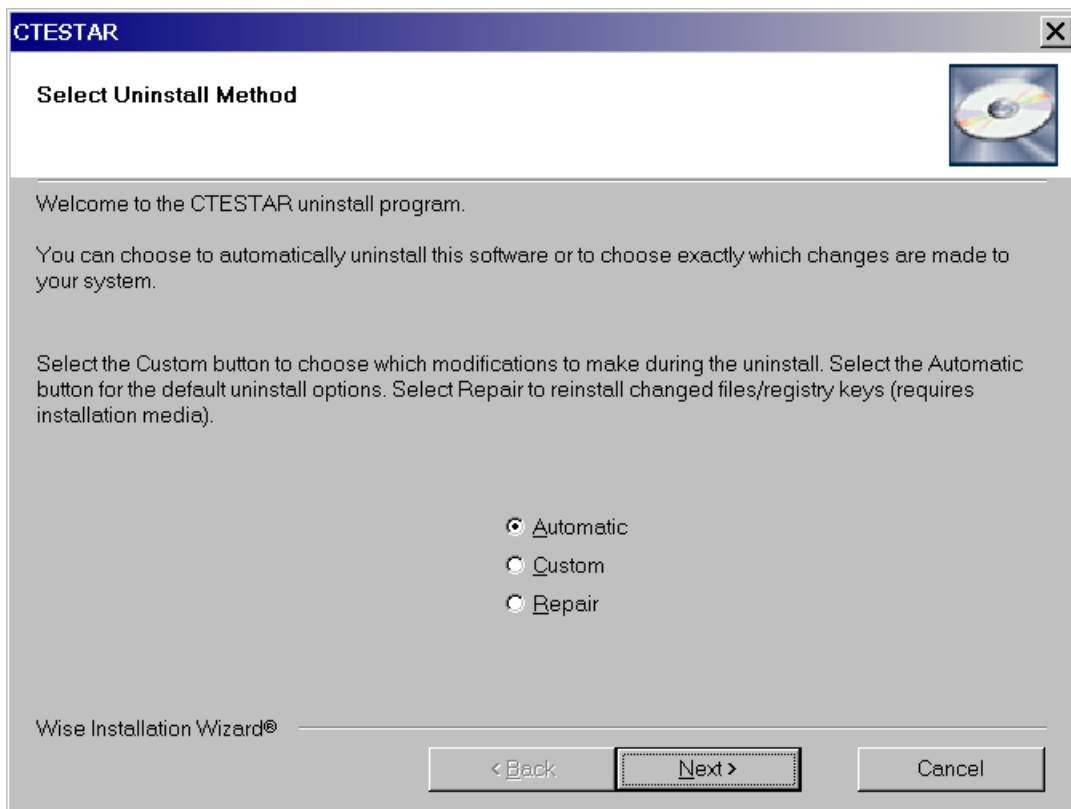 CTESTAR
Select Uninstall Method
Welcome to the CTESTAR uninstall program.
You can choose to automatically uninstall this software or to choose exactly which changes are made to
your system.
Select the Custom button to choose which modifications to make during the uninstall. Select the Automatic
button for the default uninstall options. Select Repair to reinstall changed files/registry keys (requires
installation media).
Automatic
Custom
Repair
Wise Installation Wizard®
< Back
Next >
Cancel